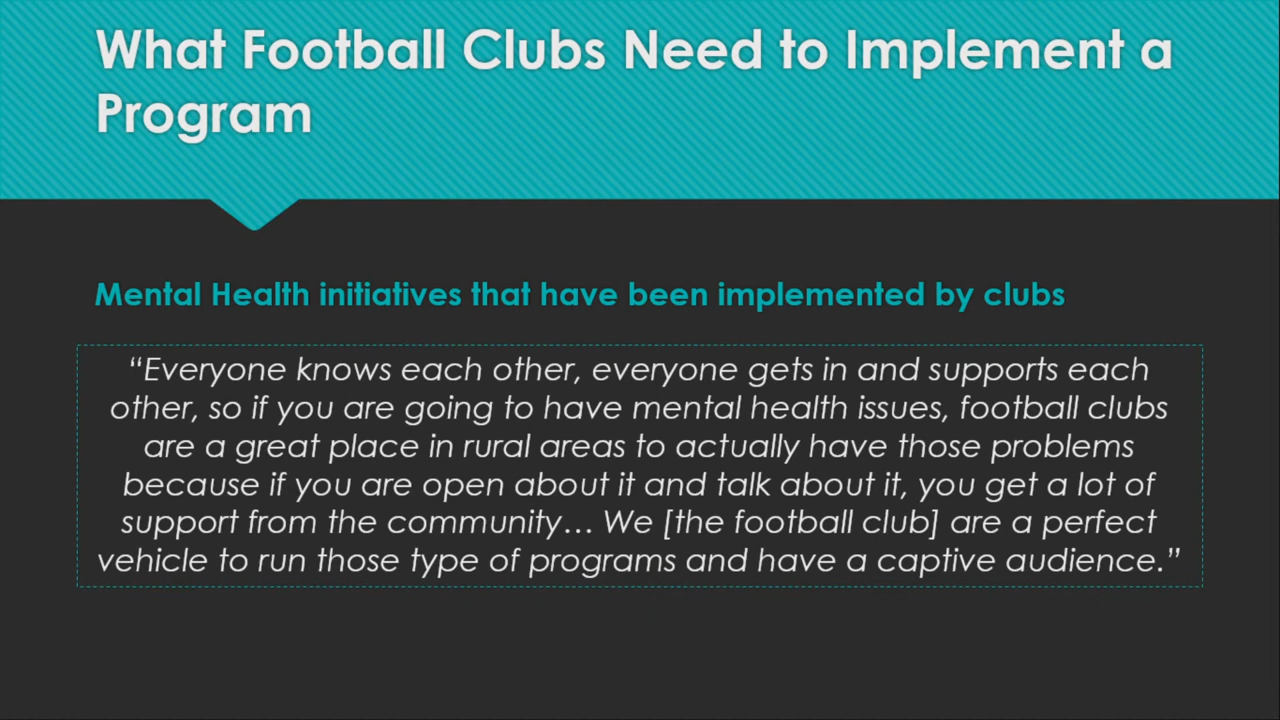 What Football Clubs Need to Implement a
Program
Mental Health initiatives that have been implemented by clubs
“Everyone knows each other, everyone gets in and supports each
other, so if you are going to have mental health issues, football clubs
are a great place in rural areas to actually have those problems
because if you are open about it and talk about it, you get a lot of
support from the community… We [the football club] are a perfect
vehicle to run those type of programs and have a captive audience.”